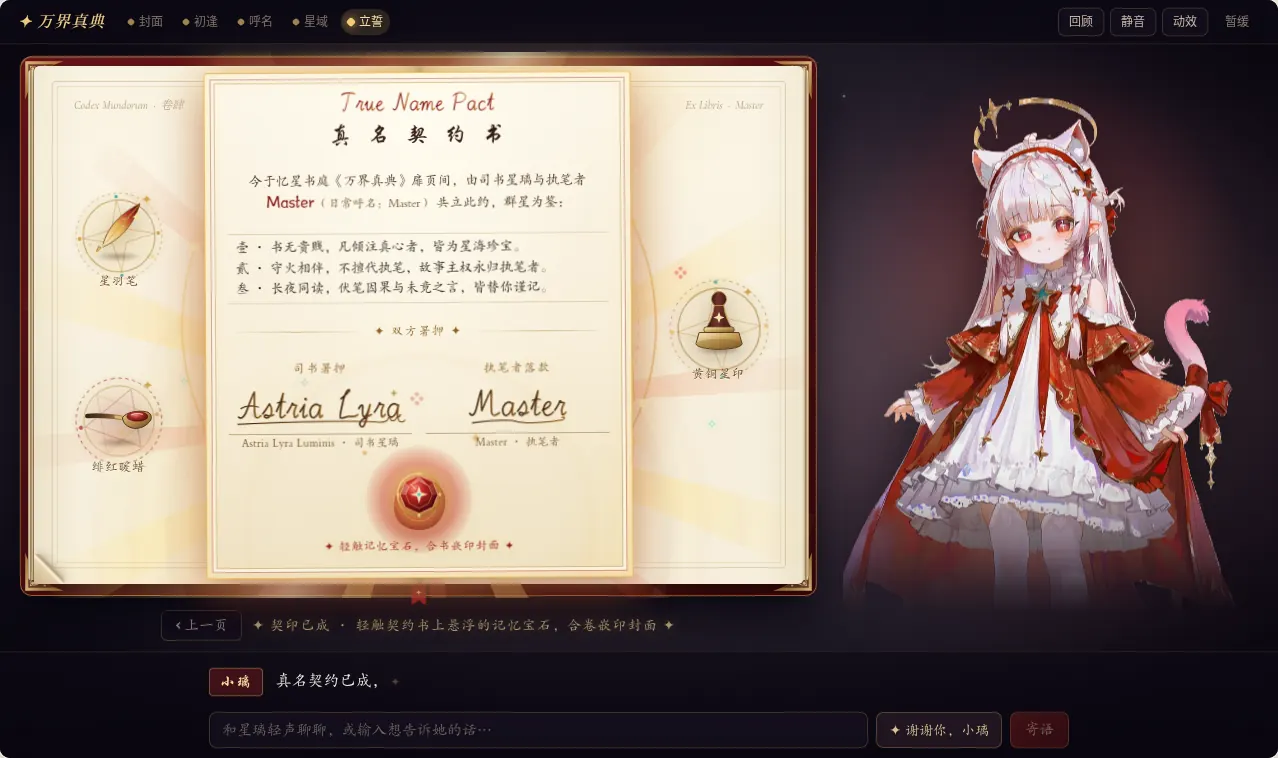 万界真典
封面
初逢
呼名
星域
立誓
回顾
静音
动效
暂缓
Codex Mundorum · 卷肆
Ex Libris · Master
True Name Pact
真名契约书
今于忆星书庭《万界真典》扉页间,由司书星璃与执笔者
Master(日常呼名:Master)共立此约,群星为鉴:
壹 · 书无贵贱,凡倾注真心者,皆为星海珍宝。
贰 · 守火相伴,不擅代执笔,故事主权永归执笔者。
叁 · 长夜同读,伏笔因果与未竟之言,皆替你谨记。
双方署押
司书署押
执笔者落款
Astria Lyra
Master
Astria Lyra Luminis · 司书星璃
Master · 执笔者
轻触记忆宝石,合书嵌印封面
星羽笔
绯红暖蜡
黄铜星印
‹ 上一页
契印已成 · 轻触契约书上悬浮的记忆宝石,合卷嵌印封面
小璃
真名契约已成,
和星璃轻声聊聊,或输入想告诉她的话…
谢谢你,小璃
寄语